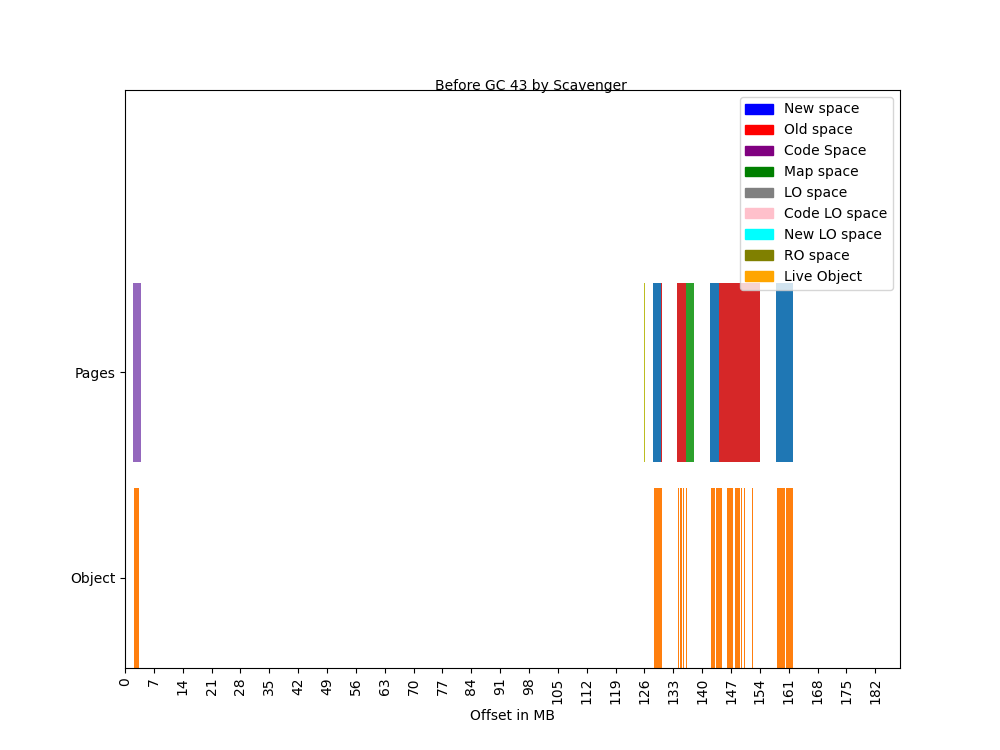 Before GC 43 by Scavenger
New space
Old space
Code Space
Map space
LO space
Code LO space
New LO space
RO space
Live Object
Pages
Object
0 7 14 21 28 35 42 49 56 63 70 77 84 91 98 105 112 119 126 133 140 147 154 161 168 175 182
Offset in MB